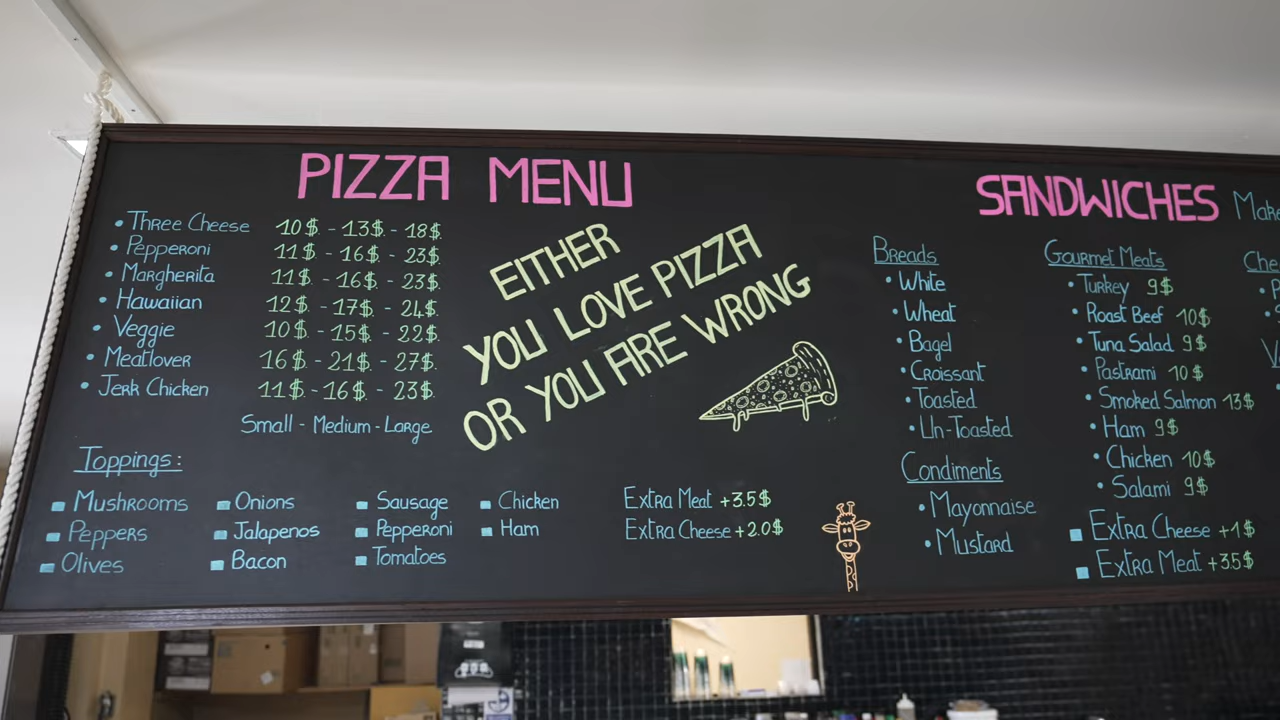 PIZZA MENU
• Three Cheese 10$ - 13$ - 18$
• Pepperoni 11$ - 16$ - 23$
• Margherita 11$ - 16$ - 23$
• Hawaiian 12$ - 17$ - 24$
• Veggie 10$ - 15$ - 22$
• Meatlover 16$ - 21$ - 27$
• Jerk Chicken 11$ - 16$ - 23$
Small - Medium - Large
EITHER
YOU LOVE PIZZA
OR YOU ARE WRONG
Toppings:
Mushrooms
Peppers
Olives
Onions
Jalapenos
Bacon
Sausage
Pepperoni
Tomatoes
Chicken
Ham
Extra Meat +3.5$
Extra Cheese +2.0$
SANDWICHES
Breads
• White
• Wheat
• Bagel
• Croissant
• Toasted
• Un-Toasted
Condiments
• Mayonnaise
• Mustard
Gourmet Meats
• Turkey 9$
• Roast Beef 10$
• Tuna Salad 9$
• Pastrami 10$
• Smoked Salmon 13$
• Ham 9$
• Chicken 10$
• Salami 9$
Extra Cheese +1$
Extra Meat +3.5$